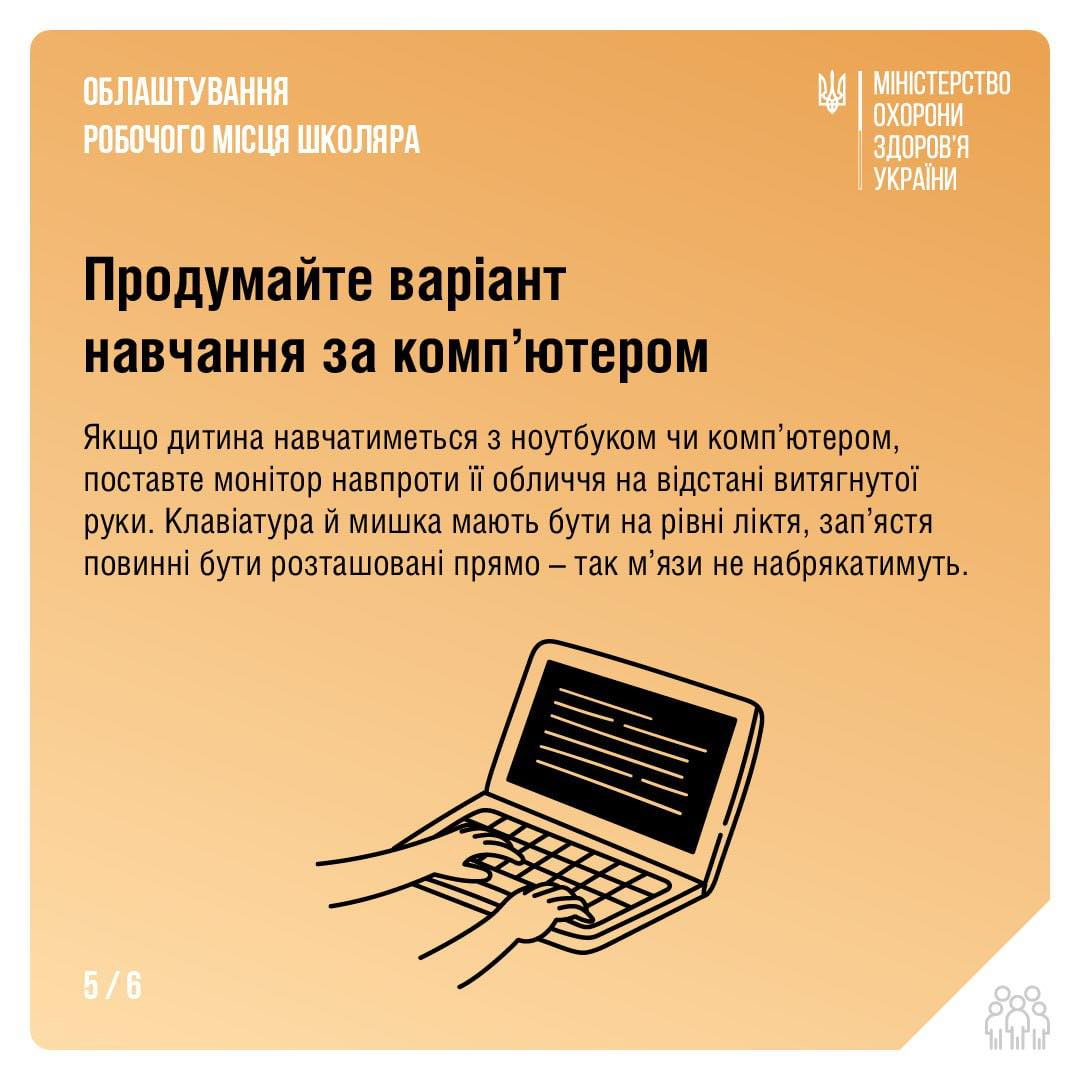 ОБЛАШТУВАННЯ
РОБОЧОГО МІСЦЯ ШКОЛЯРА
МІНІСТЕРСТВО
ОХОРОНИ
ЗДОРОВ'Я
УКРАЇНИ
Продумайте варіант
навчання за комп’ютером
Якщо дитина навчатиметься з ноутбуком чи комп’ютером,
поставте монітор навпроти її обличчя на відстані витягнутої
руки. Клавіатура й мишка мають бути на рівні ліктя, зап’ястя
повинні бути розташовані прямо – так м’язи не набрякатимуть.
5 / 6